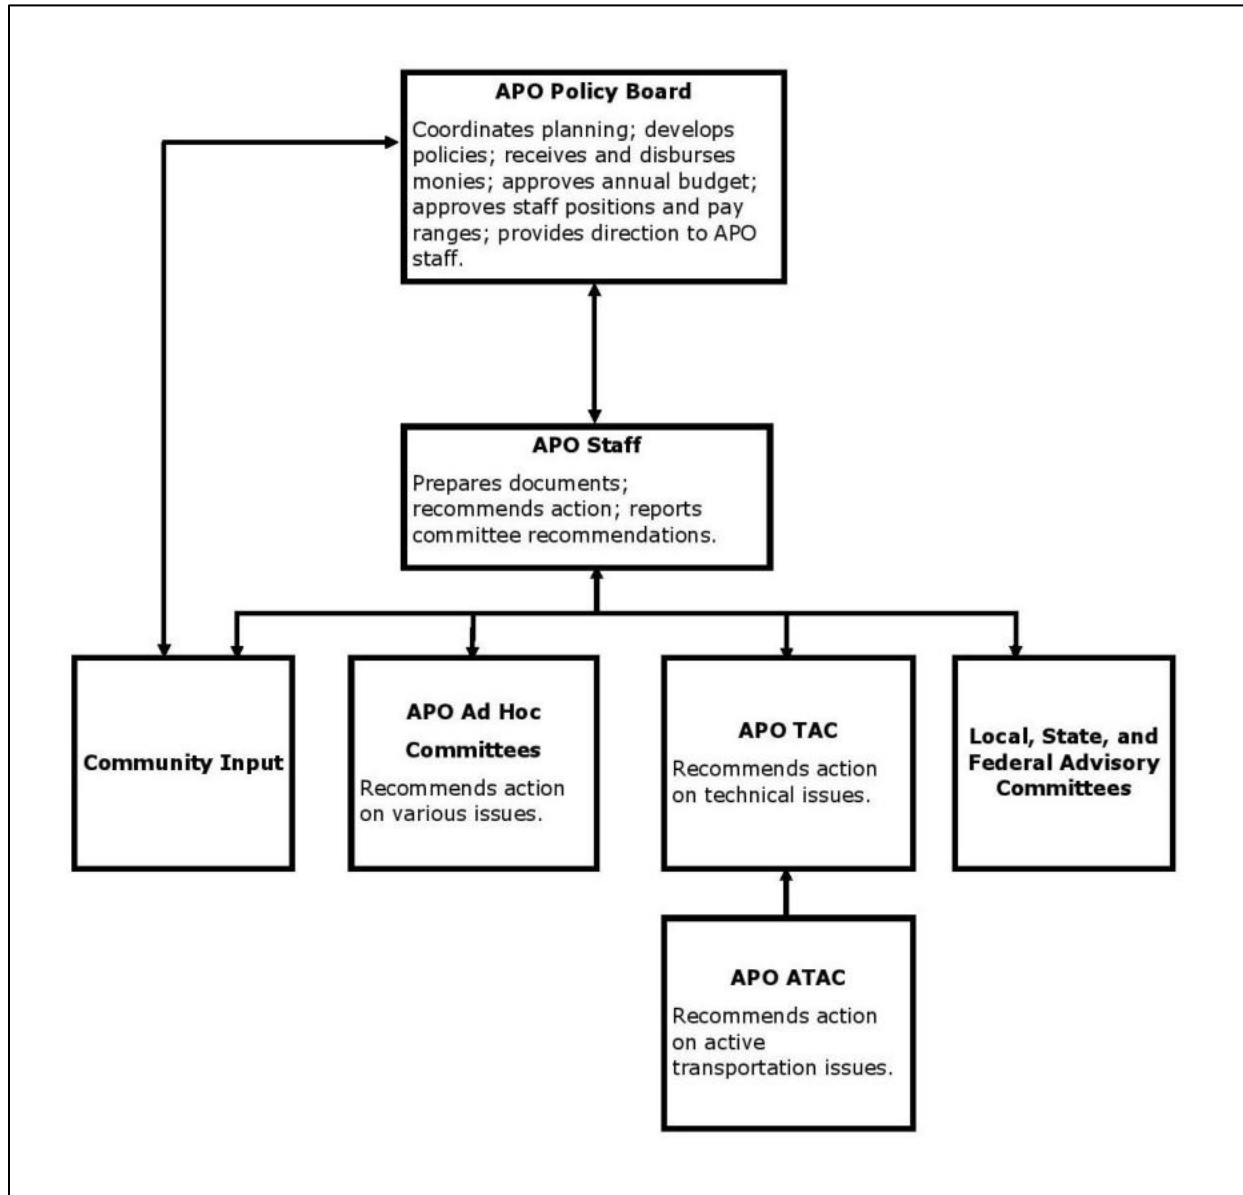 APO Policy Board
Coordinates planning; develops
policies; receives and disburses
monies; approves annual budget;
approves staff positions and pay
ranges; provides direction to APO
staff.
APO Staff
Prepares documents;
recommends action; reports
committee recommendations.
Community Input
APO Ad Hoc
Committees
Recommends action
on various issues.
APO TAC
Recommends action
on technical issues.
Local, State, and
Federal Advisory
Committees
APO ATAC
Recommends action
on active
transportation issues.